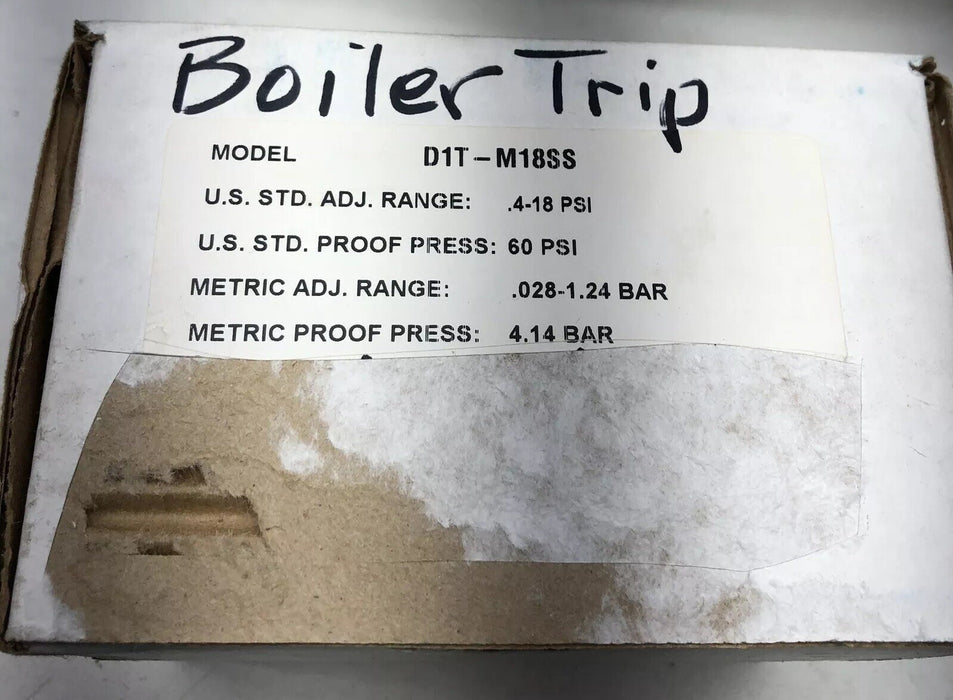 Boiler Trip
MODEL D1T-M18SS
U.S. STD. ADJ. RANGE: .4-18 PSI
U.S. STD. PROOF PRESS: 60 PSI
METRIC ADJ. RANGE: .028-1.24 BAR
METRIC PROOF PRESS: 4.14 BAR